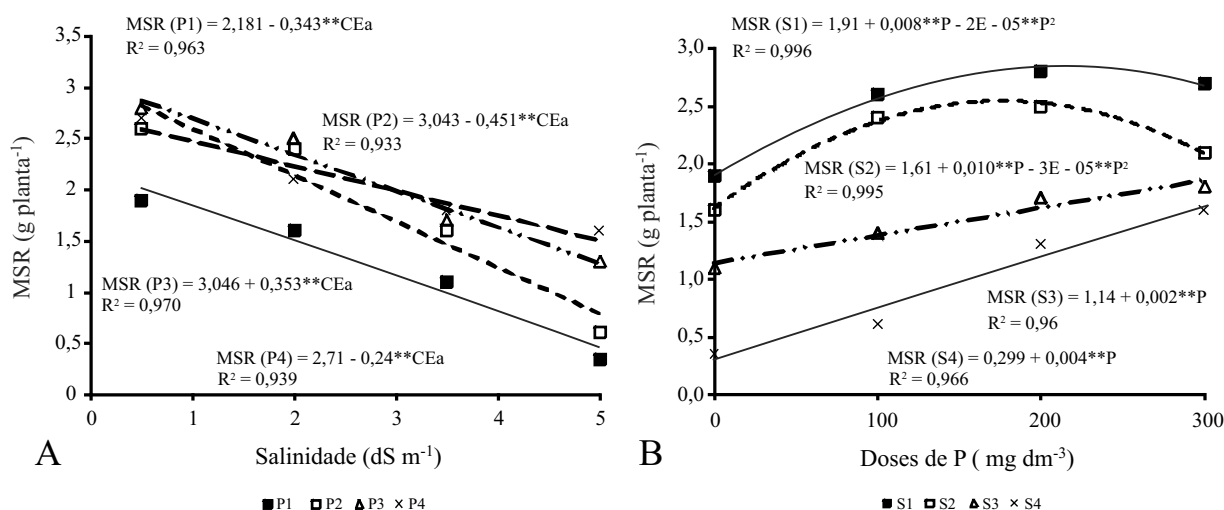 MSR (P1) = 2,181 - 0,343**CEa
R² = 0,963
MSR (g planta-1)
3,5
3
2,5
2
1,5
1
0,5
0
MSR (P2) = 3,043 - 0,451**CEa
R² = 0,933
MSR (P3) = 3,046 + 0,353**CEa
R² = 0,970
MSR (P4) = 2,71 - 0,24**CEa
R² = 0,939
0 1 2 3 4 5
A
Salinidade (dS m-1)
P1 P2 P3 P4
MSR (S1) = 1,91 + 0,008**P - 2E - 05**P²
R² = 0,996
MSR (g planta-1)
3,0
2,5
2,0
1,5
1,0
0,5
0,0
MSR (S2) = 1,61 + 0,010**P - 3E - 05**P²
R² = 0,995
MSR (S3) = 1,14 + 0,002**P
R² = 0,96
MSR (S4) = 0,299 + 0,004**P
R² = 0,966
0 100 200 300
B
Doses de P ( mg dm-3)
S1 S2 S3 S4